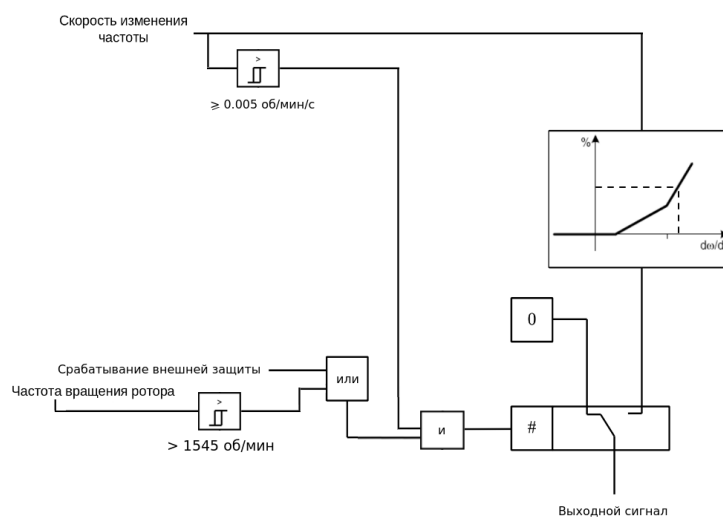 Скорость изменения
частоты
>
⩾ 0.005 об/мин/с
%
dω/d
0
Срабатывание внешней защиты
или
Частота вращения ротора
>
> 1545 об/мин
и
#
Выходной сигнал